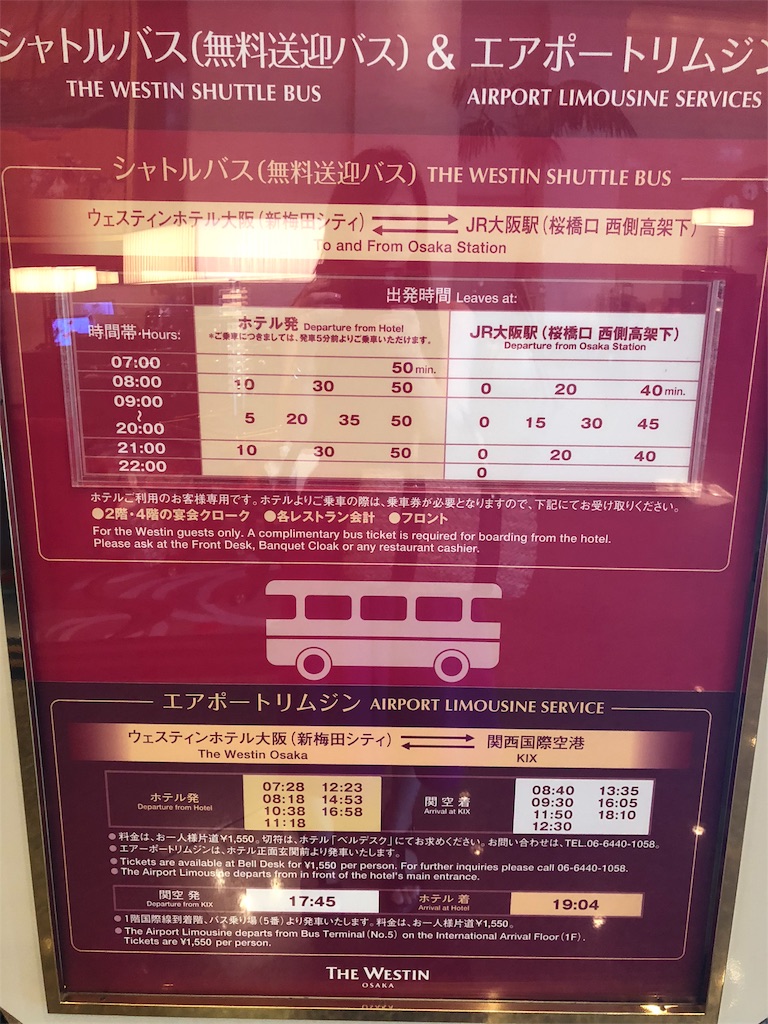 シャトルバス(無料送迎バス) & エアポートリムジン
THE WESTIN SHUTTLE BUS AIRPORT LIMOUSINE SERVICES
シャトルバス(無料送迎バス) THE WESTIN SHUTTLE BUS
ウェスティンホテル大阪(新梅田シティ) JR大阪駅(桜橋口 西側高架下)
To and From Osaka Station
出発時間 Leaves at:
時間帯・Hours:
ホテル発 Departure from Hotel
*ご乗車につきましては、発車5分前よりご乗車いただけます。
JR大阪駅(桜橋口 西側高架下)
Departure from Osaka Station
07:00 50min.
08:00 10 30 50 0 20 40min.
09:00
~ 5 20 35 50 0 15 30 45
20:00
21:00 10 30 50 0 20 40
22:00 0
ホテルご利用のお客様専用です。ホテルよりご乗車の際は、乗車券が必要となりますので、下記にてお受け取りください。
●2階・4階の宴会クローク ●各レストラン会計 ●フロント
For the Westin guests only. A complimentary bus ticket is required for boarding from the hotel.
Please ask at the Front Desk, Banquet Cloak or any restaurant cashier.
エアポートリムジン AIRPORT LIMOUSINE SERVICE
ウェスティンホテル大阪(新梅田シティ) 関西国際空港
The Westin Osaka KIX
ホテル発
Departure from Hotel
07:28 12:23
08:18 14:53
10:38 16:58
11:18
関空着
Arrival at KIX
08:40 13:35
09:30 16:05
11:50 18:10
12:30
●料金は、お一人様片道¥1,550。切符は、ホテル「ベルデスク」にてお求めください。お問い合わせは、TEL.06-6440-1058。
●エアーポートリムジンは、ホテル正面玄関前より発車いたします。
●Tickets are available at Bell Desk for ¥1,550 per person. For further inquiries please call 06-6440-1058.
●The Airport Limousine departs from in front of the hotel's main entrance.
関空発
Departure from KIX
17:45
ホテル着
Arrival at Hotel
19:04
●1階国際線到着階、バス乗り場(5番)より発車いたします。料金は、お一人様片道¥1,550。
●The Airport Limousine departs from Bus Terminal (No.5) on the International Arrival Floor (1F).
Tickets are ¥1,550 per person.
THE WESTIN
OSAKA